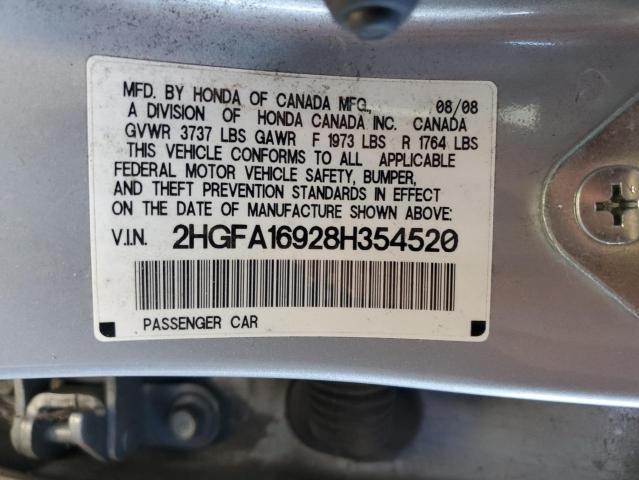 MFD. BY HONDA OF CANADA MFG., 08/08
A DIVISION OF HONDA CANADA INC. CANADA
GVWR 3737 LBS GAWR F 1973 LBS R 1764 LBS
THIS VEHICLE CONFORMS TO ALL APPLICABLE
FEDERAL MOTOR VEHICLE SAFETY, BUMPER,
AND THEFT PREVENTION STANDARDS IN EFFECT
ON THE DATE OF MANUFACTURE SHOWN ABOVE:
V.I.N. 2HGFA16928H354520
PASSENGER CAR